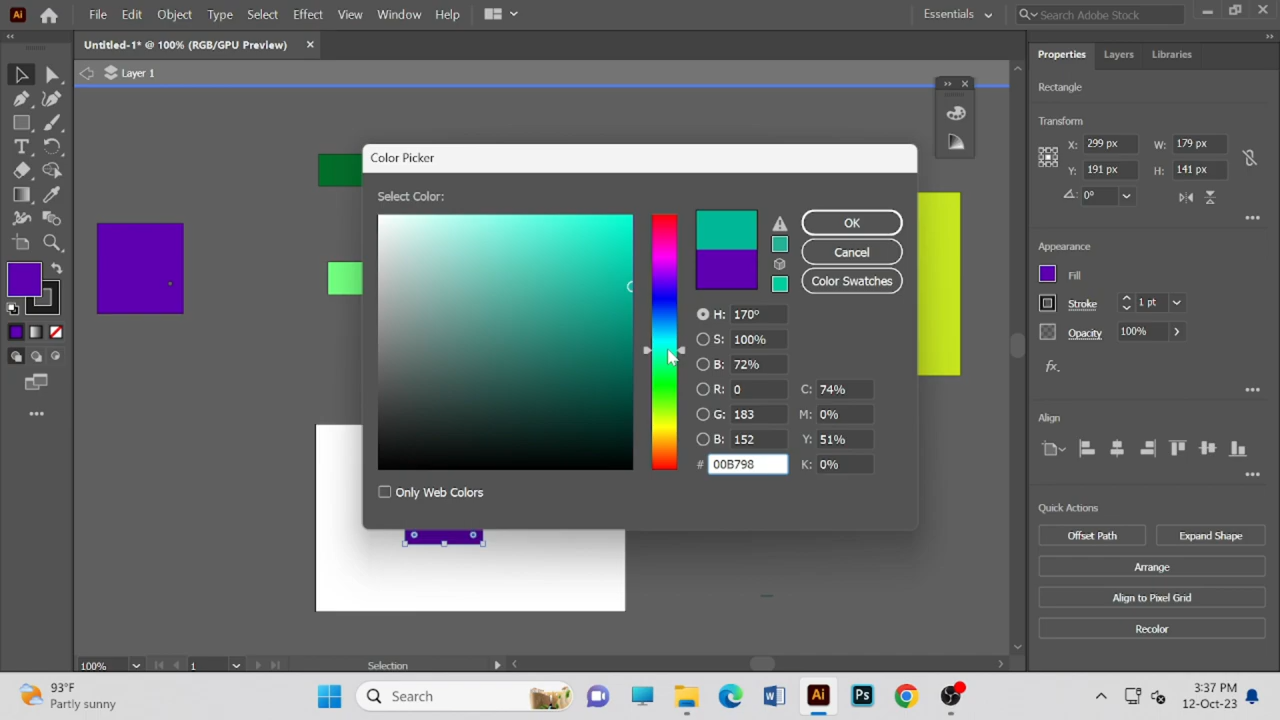 Ai File Edit Object Type Select Effect View Window Help Essentials Search Adobe Stock
Untitled-1* @ 100% (RGB/GPU Preview)
Layer 1
Properties Layers Libraries
Rectangle
Transform
X: 299 px W: 179 px
Y: 191 px H: 141 px
0°
Appearance
Fill
Stroke 1 pt
Opacity 100%
fx.
Align
Quick Actions
Offset Path Expand Shape
Arrange
Align to Pixel Grid
Recolor
Color Picker
Select Color:
OK
Cancel
Color Swatches
H: 170°
S: 100%
B: 72%
R: 0 C: 74%
G: 183 M: 0%
B: 152 Y: 51%
# 00B798 K: 0%
Only Web Colors
100% 1 Selection
93°F
Partly sunny
Search
W Ai Ps
3:37 PM
12-Oct-23